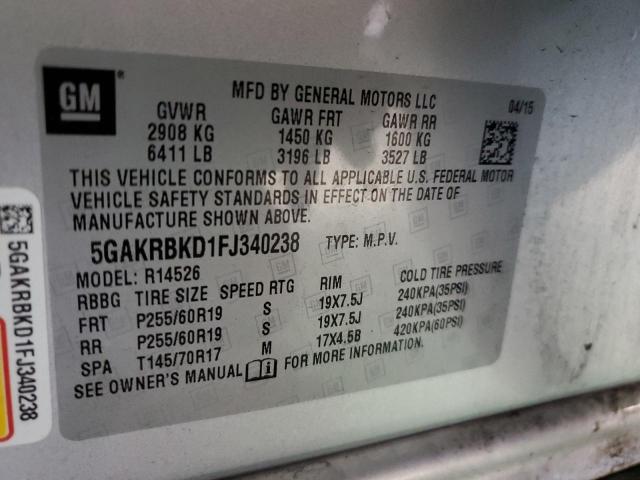 GM ®
MFD BY GENERAL MOTORS LLC 04/15
GVWR GAWR FRT GAWR RR
2908 KG 1450 KG 1600 KG
6411 LB 3196 LB 3527 LB
THIS VEHICLE CONFORMS TO ALL APPLICABLE U.S. FEDERAL MOTOR
VEHICLE SAFETY STANDARDS IN EFFECT ON THE DATE OF
MANUFACTURE SHOWN ABOVE.
5GAKRBKD1FJ340238 TYPE: M.P.V.
MODEL: R14526
RBBG TIRE SIZE SPEED RTG RIM COLD TIRE PRESSURE
FRT P255/60R19 S 19X7.5J 240KPA(35PSI)
RR P255/60R19 S 19X7.5J 240KPA(35PSI)
SPA T145/70R17 M 17X4.5B 420KPA(60PSI)
SEE OWNER'S MANUAL FOR MORE INFORMATION.
5GAKRBKD1FJ340238